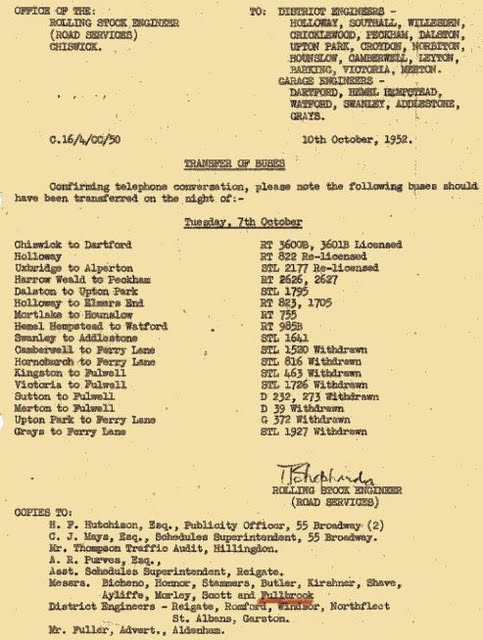 OFFICE OF THE:
ROLLING STOCK ENGINEER
(ROAD SERVICES)
CHISWICK.
TO: DISTRICT ENGINEERS -
HOLLOWAY, SOUTHALL, WILLESDEN,
CRICKLEWOOD, PECKHAM, DALSTON,
UPTON PARK, CROYDON, NORBITON,
HOUNSLOW, CAMBERWELL, LEYTON,
BARKING, VICTORIA, MERTON.
GARAGE ENGINEERS -
DARTFORD, HEMEL HEMPSTEAD,
WATFORD, SWANLEY, ADDLESTONE,
GRAYS.
C.16/4/CC/50 10th October, 1952.
TRANSFER OF BUSES
Confirming telephone conversation, please note the following buses should
have been transferred on the night of:-
Tuesday, 7th October
Chiswick to Dartford RT 3600B, 3601B Licensed
Holloway RT 822 Re-licensed
Uxbridge to Alperton STL 2177 Re-licensed
Harrow Weald to Peckham RT 2626, 2627
Dalston to Upton Park STL 1795
Holloway to Elmers End RT 823, 1705
Mortlake to Hounslow RT 755
Hemel Hempstead to Watford RT 985B
Swanley to Addlestone STL 1641
Camberwell to Ferry Lane STL 1520 Withdrawn
Hornchurch to Ferry Lane STL 816 Withdrawn
Kingston to Fulwell STL 463 Withdrawn
Victoria to Fulwell STL 1726 Withdrawn
Sutton to Fulwell D 232, 273 Withdrawn
Merton to Fulwell D 39 Withdrawn
Upton Park to Ferry Lane G 372 Withdrawn
Grays to Ferry Lane STL 1927 Withdrawn
ROLLING STOCK ENGINEER
(ROAD SERVICES)
COPIES TO:
H. F. Hutchison, Esq., Publicity Officer, 55 Broadway (2)
C. J. Mays, Esq., Schedules Superintendent, 55 Broadway.
Mr. Thompson Traffic Audit, Hillingdon.
A. R. Purves, Esq.,
Asst. Schedules Superintendent, Reigate.
Messrs. Bicheno, Honnor, Stammers, Butler, Kirshner, Shave,
Ayliffe, Morley, Scott and Fullbrook
District Engineers - Reigate, Romford, Windsor, Northfleet
St. Albans, Garston.
Mr. Fuller, Advert., Aldenham.